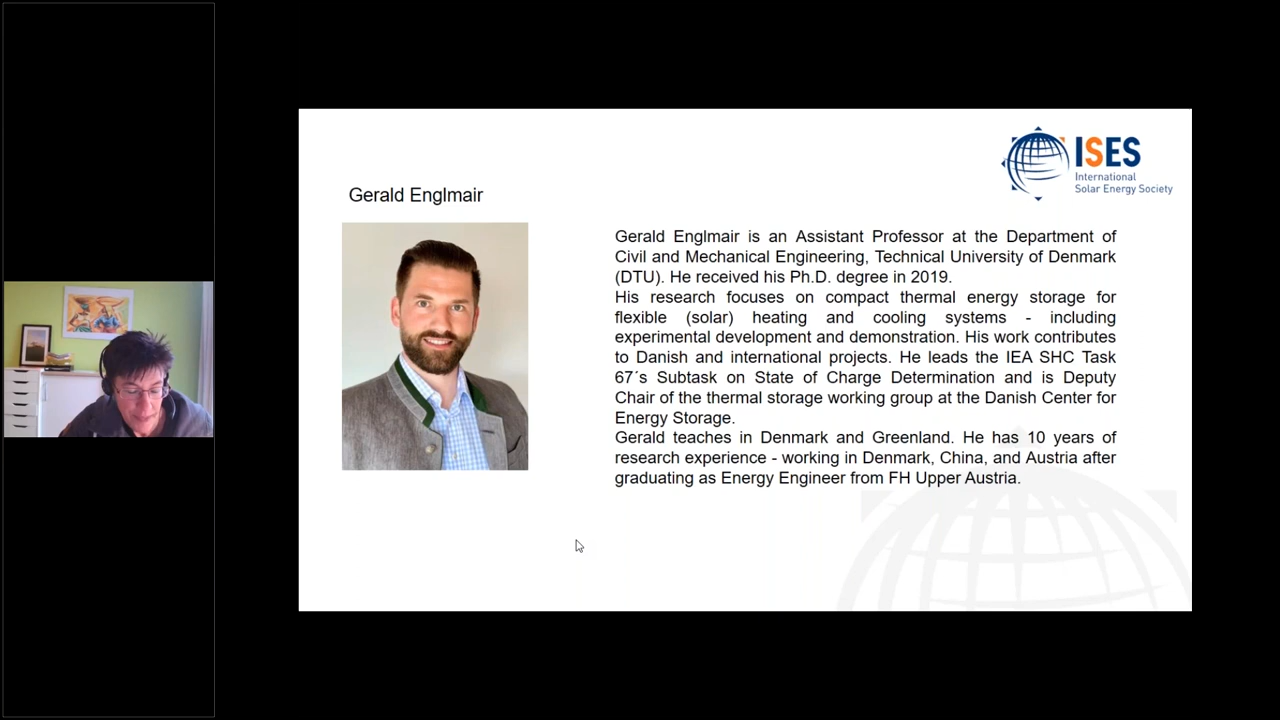 ISES
International
Solar Energy Society
Gerald Englmair
Gerald Englmair is an Assistant Professor at the Department of
Civil and Mechanical Engineering, Technical University of Denmark
(DTU). He received his Ph.D. degree in 2019.
His research focuses on compact thermal energy storage for
flexible (solar) heating and cooling systems - including
experimental development and demonstration. His work contributes
to Danish and international projects. He leads the IEA SHC Task
67´s Subtask on State of Charge Determination and is Deputy
Chair of the thermal storage working group at the Danish Center for
Energy Storage.
Gerald teaches in Denmark and Greenland. He has 10 years of
research experience - working in Denmark, China, and Austria after
graduating as Energy Engineer from FH Upper Austria.